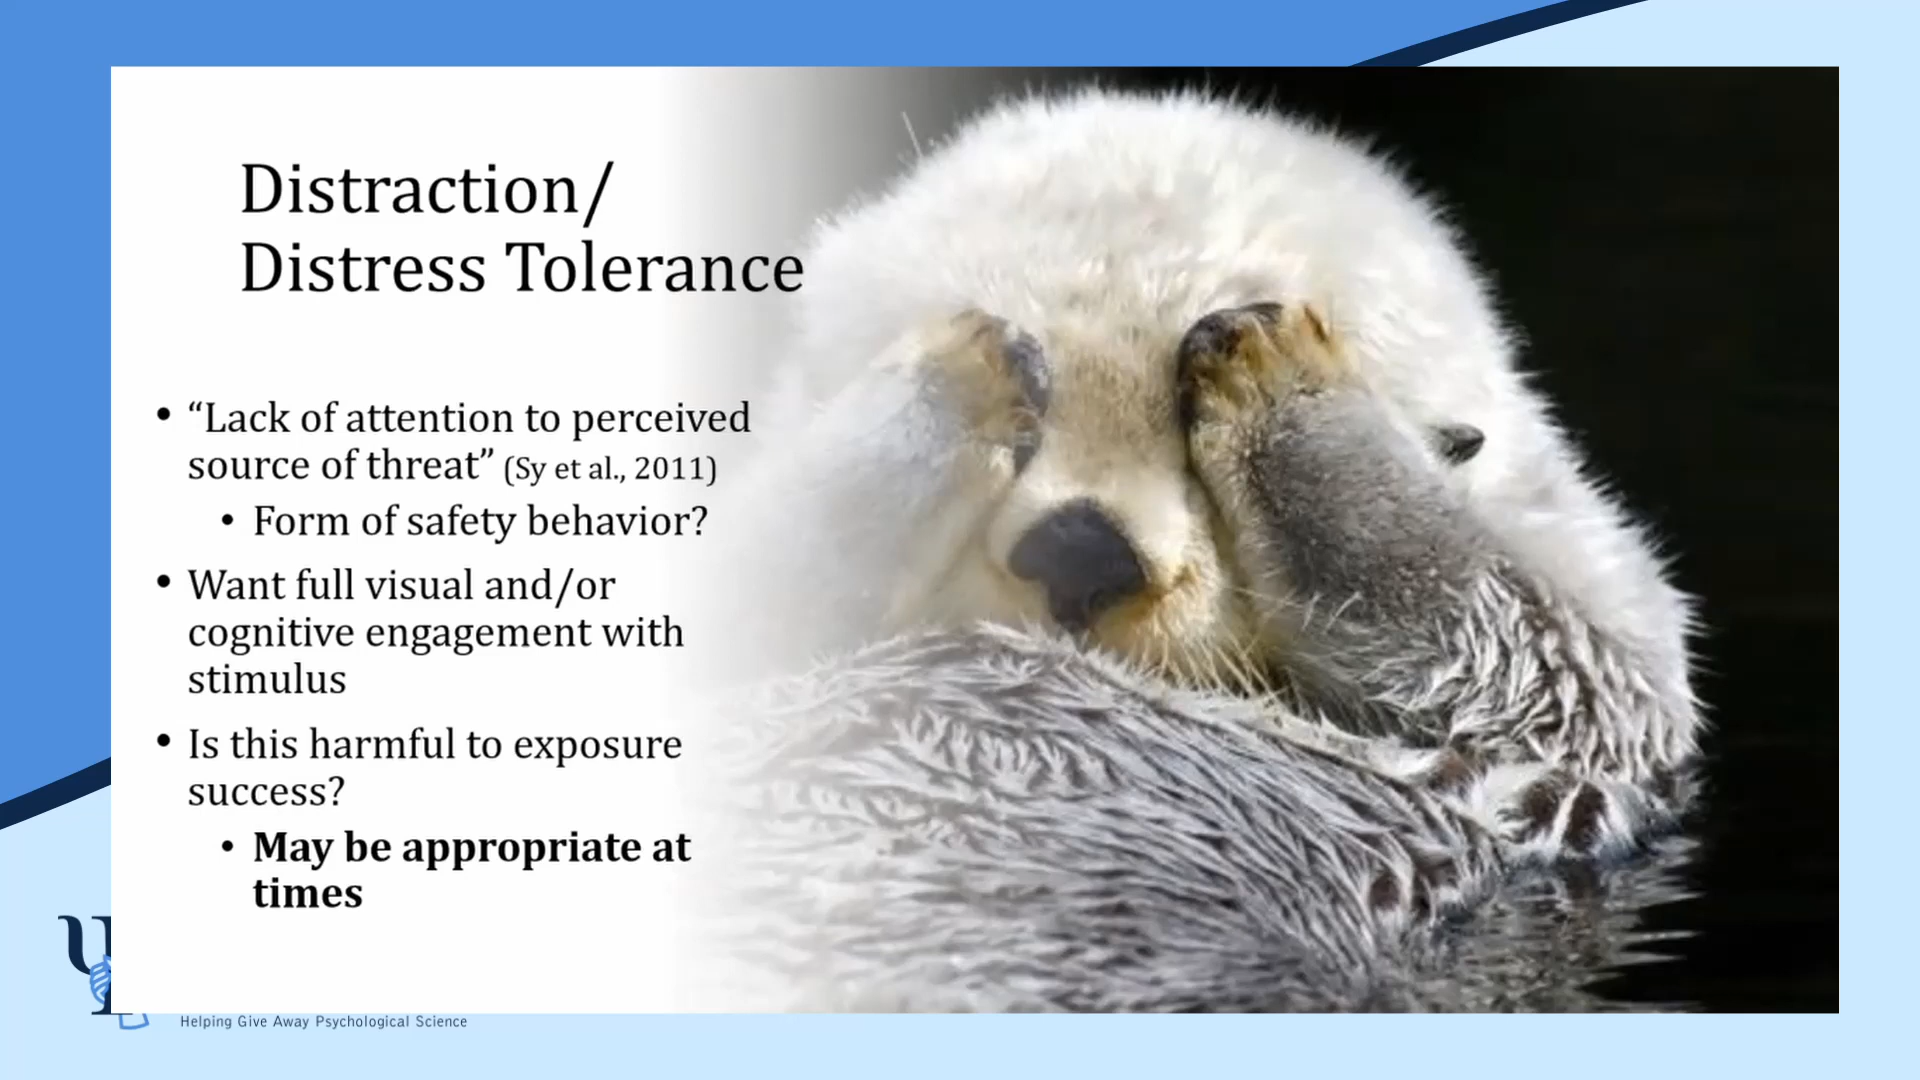 Distraction/
Distress Tolerance
• “Lack of attention to perceived
source of threat” (Sy et al., 2011)
• Form of safety behavior?
• Want full visual and/or
cognitive engagement with
stimulus
• Is this harmful to exposure
success?
• May be appropriate at
times
Helping Give Away Psychological Science